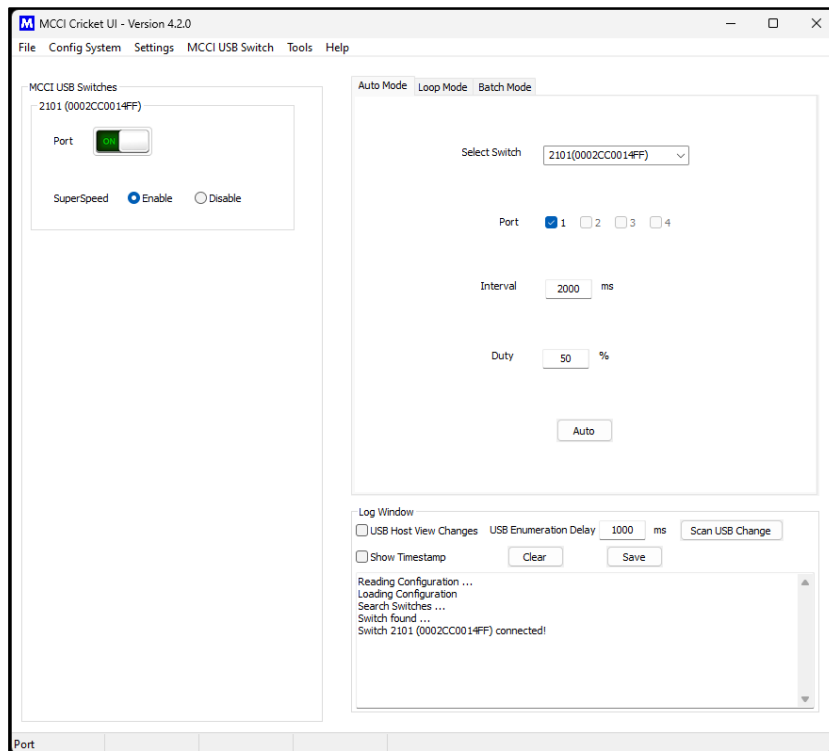 M MCCI Cricket UI - Version 4.2.0
File Config System Settings MCCI USB Switch Tools Help
MCCI USB Switches
2101 (0002CC0014FF)
Port ON
SuperSpeed Enable Disable
Auto Mode Loop Mode Batch Mode
Select Switch 2101(0002CC0014FF)
Port 1 2 3 4
Interval 2000 ms
Duty 50 %
Auto
Log Window
USB Host View Changes USB Enumeration Delay 1000 ms Scan USB Change
Show Timestamp Clear Save
Reading Configuration ...
Loading Configuration
Search Switches ...
Switch found ...
Switch 2101 (0002CC0014FF) connected!
Port